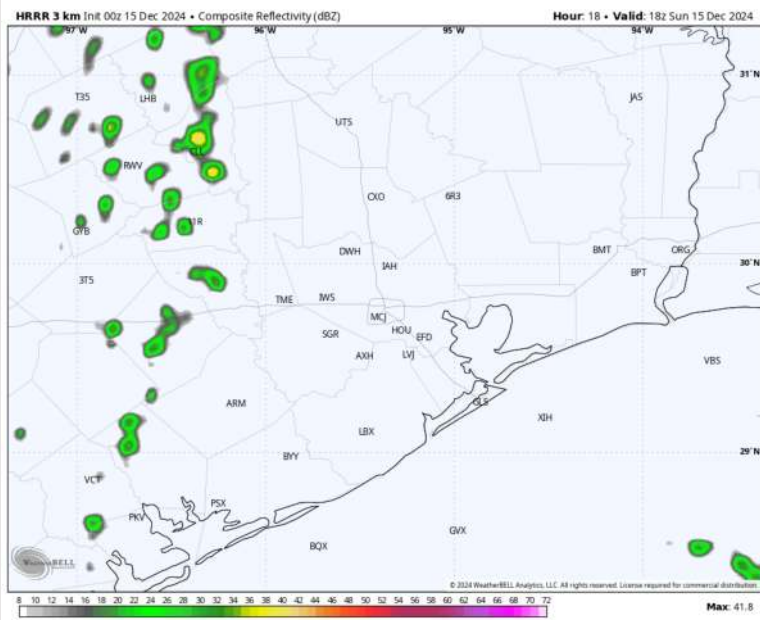 HRRR 3 km Init 00z 15 Dec 2024 • Composite Reflectivity (dBZ)
Hour: 18 • Valid: 18z Sun 15 Dec 2024
97°W 96°W 95°W 94°W
31°N
T35 LHB JAS
UTS
CLL
RWV
CXO 6R3
11R
GYB
DWH BMT ORG
IAH 30°N
BPT
3T5
TME IWS
MCJ
SGR HOU EFD
AXH LVJ VBS
ARM GLS
XIH
LBX
BYY 29°N
VCT
PSX
PKV
BQX GVX
WeatherBELL
© 2024 WeatherBELL Analytics, LLC. All rights reserved. License required for commercial distribution.
8 10 12 14 16 18 20 22 24 26 28 30 32 34 36 38 40 42 44 46 48 50 52 54 56 58 60 62 64 66 68 70 72
Max: 41.8